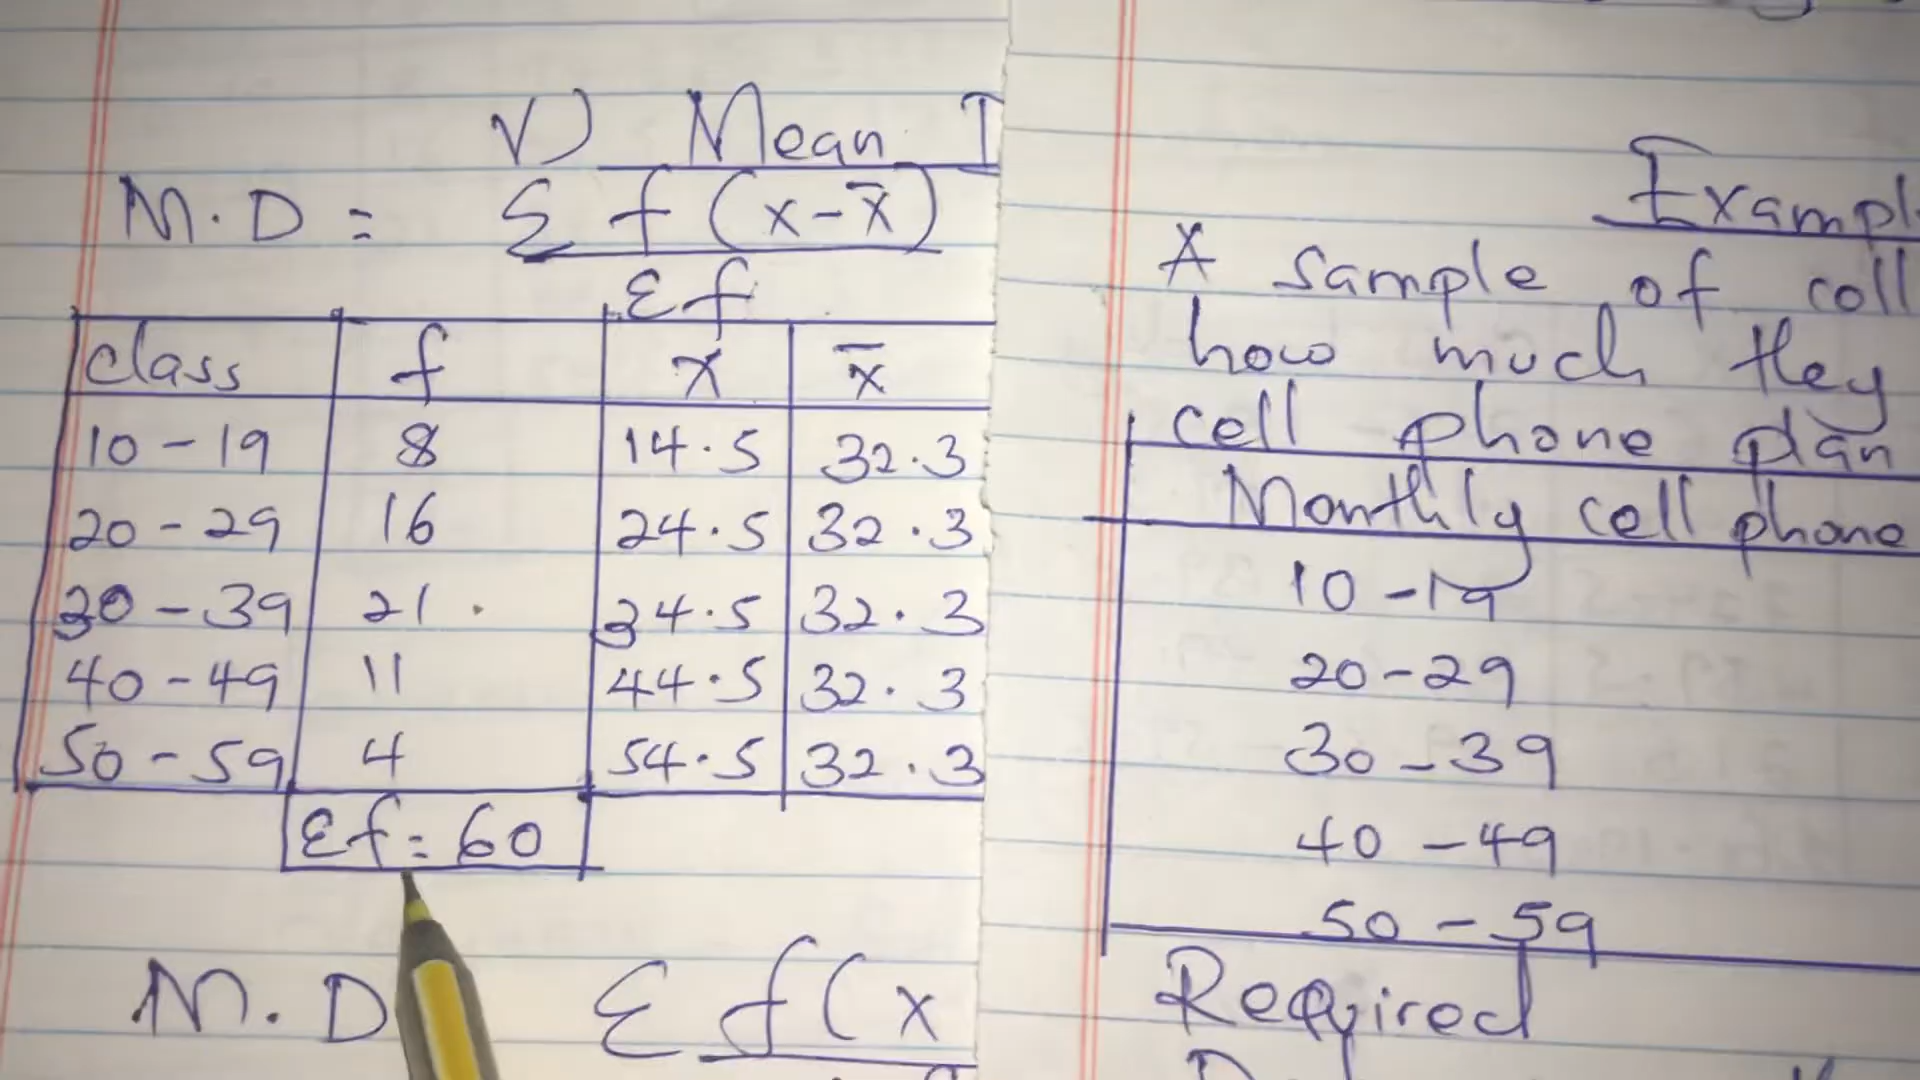 V) Mean
M.D = Σ f (x - x̄)
Σf
class f x x̄
10 - 19 8 14.5 32.3
20 - 29 16 24.5 32.3
30 - 39 21 34.5 32.3
40 - 49 11 44.5 32.3
50 - 59 4 54.5 32.3
Σf = 60
M.D Σ f (x
Exampl
A sample of cell
how much they
cell phone plan
Monthly cell phone
10 - 19
20 - 29
30 - 39
40 - 49
50 - 59
Required